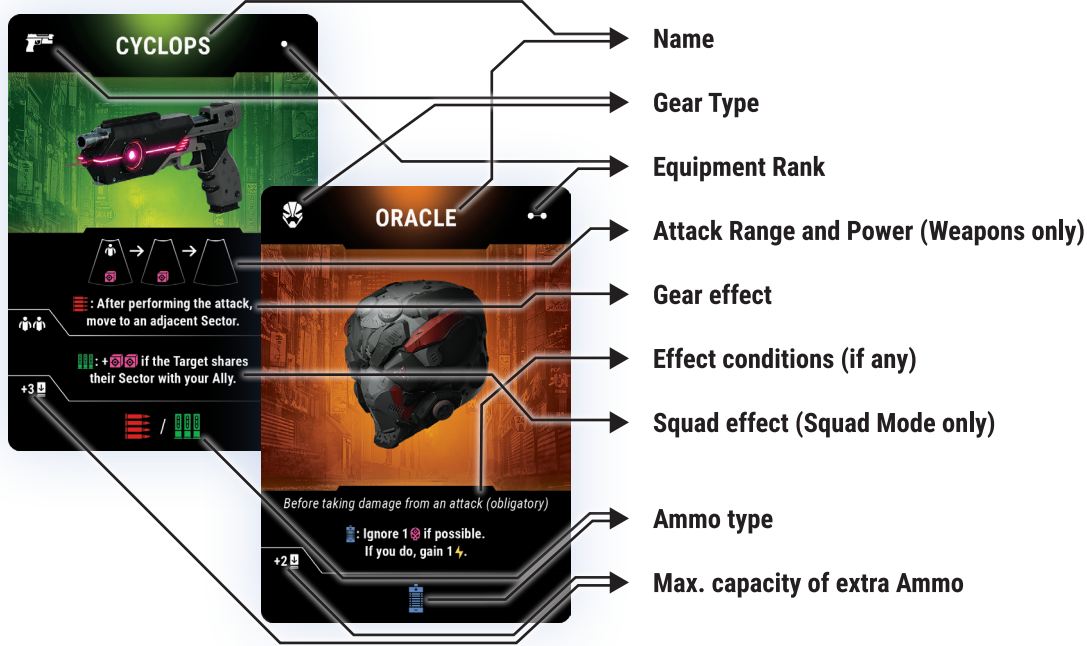 CYCLOPS
: After performing the attack,
move to an adjacent Sector.
: + if the Target shares
their Sector with your Ally.
+3
/
ORACLE
Before taking damage from an attack (obligatory)
: Ignore 1 if possible.
If you do, gain 1.
+2
Name
Gear Type
Equipment Rank
Attack Range and Power (Weapons only)
Gear effect
Effect conditions (if any)
Squad effect (Squad Mode only)
Ammo type
Max. capacity of extra Ammo